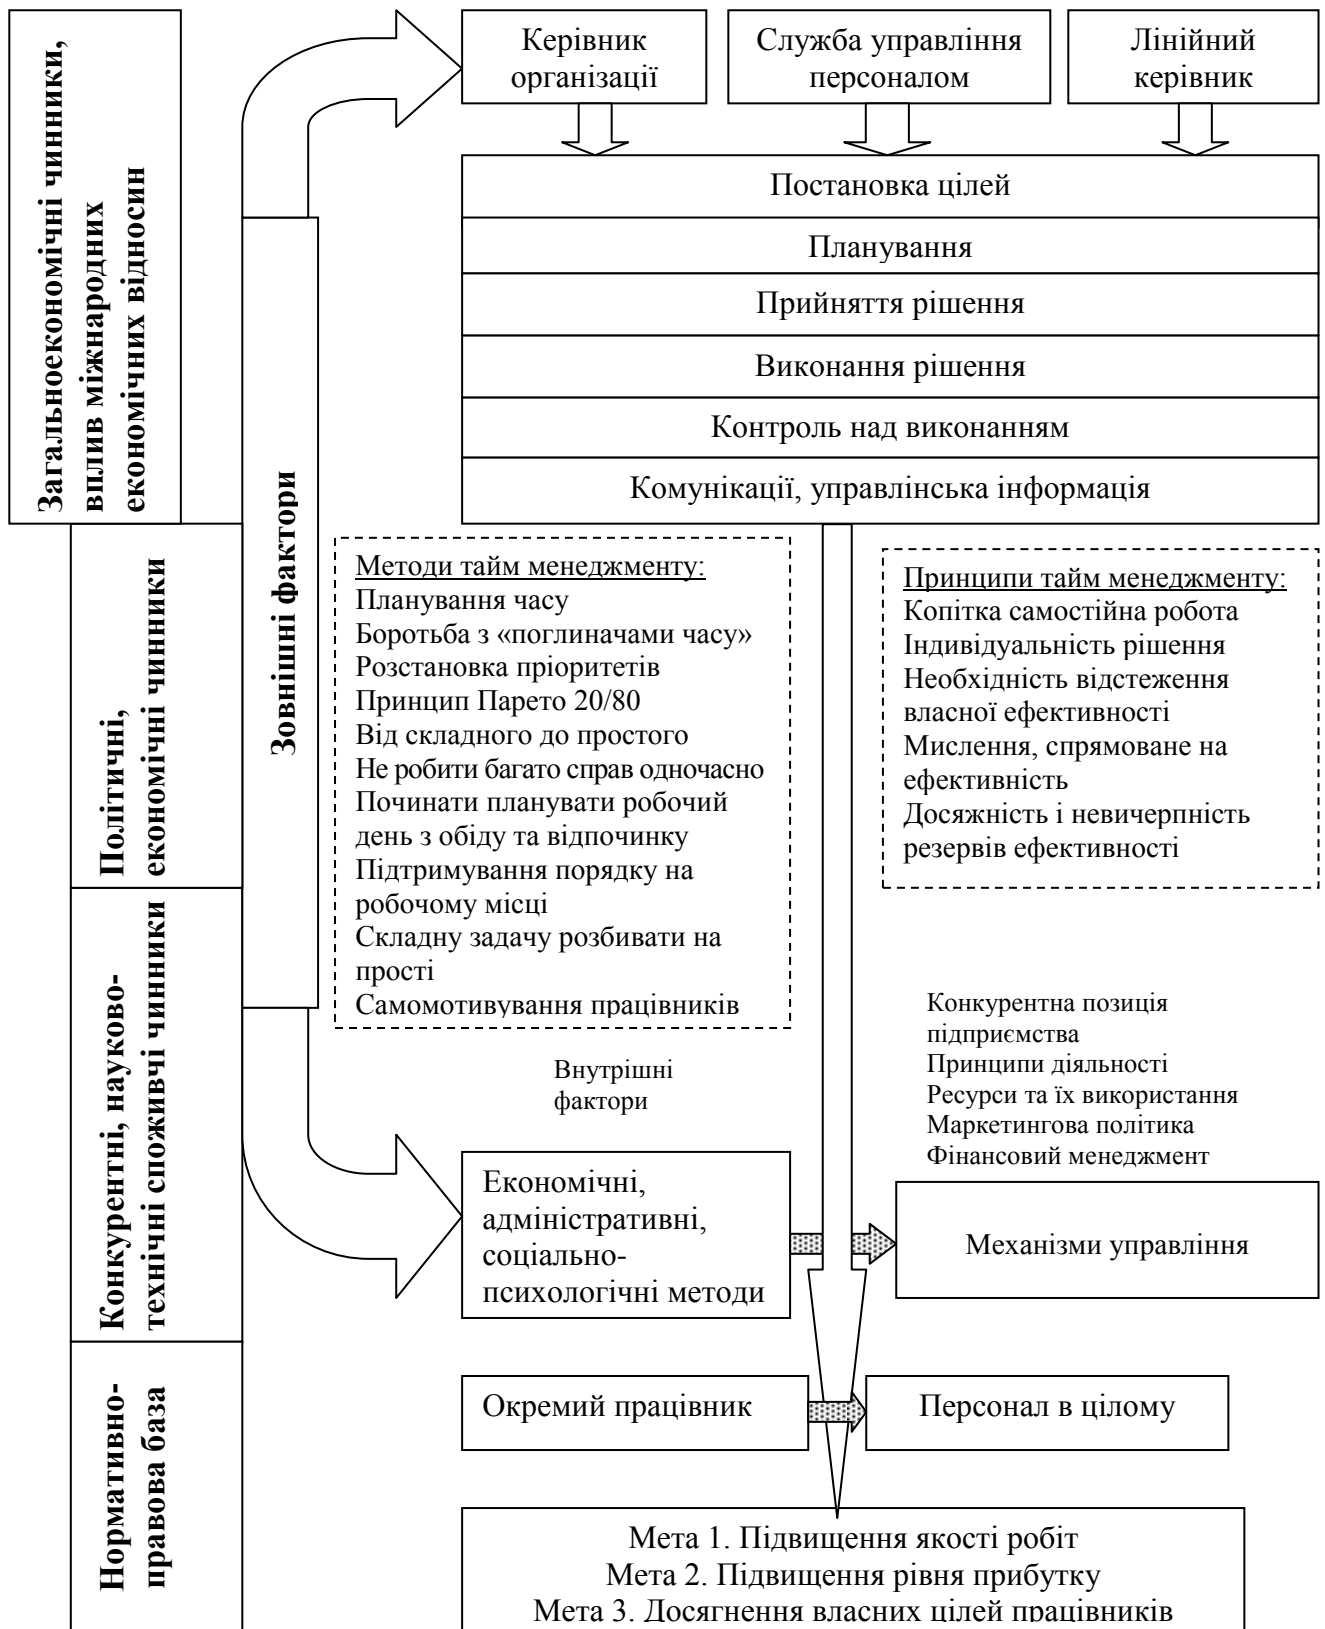 Загальноекономічні чинники,
вплив міжнародних
економічних відносин
Політичні,
економічні чинники
Конкурентні, науково-
технічні споживчі чинники
Нормативно-
правова база
Зовнішні фактори
Керівник
організації
Служба управління
персоналом
Лінійний
керівник
Постановка цілей
Планування
Прийняття рішення
Виконання рішення
Контроль над виконанням
Комунікації, управлінська інформація
Методи тайм менеджменту:
Планування часу
Боротьба з «поглиначами часу»
Розстановка пріоритетів
Принцип Парето 20/80
Від складного до простого
Не робити багато справ одночасно
Починати планувати робочий
день з обіду та відпочинку
Підтримування порядку на
робочому місці
Складну задачу розбивати на
прості
Самомотивування працівників
Принципи тайм менеджменту:
Копітка самостійна робота
Індивідуальність рішення
Необхідність відстеження
власної ефективності
Мислення, спрямоване на
ефективність
Досяжність і невичерпність
резервів ефективності
Внутрішні
фактори
Конкурентна позиція
підприємства
Принципи діяльності
Ресурси та їх використання
Маркетингова політика
Фінансовий менеджмент
Економічні,
адміністративні,
соціально-
психологічні методи
Механізми управління
Окремий працівник
Персонал в цілому
Мета 1. Підвищення якості робіт
Мета 2. Підвищення рівня прибутку
Мета 3. Досягнення власних цілей працівників